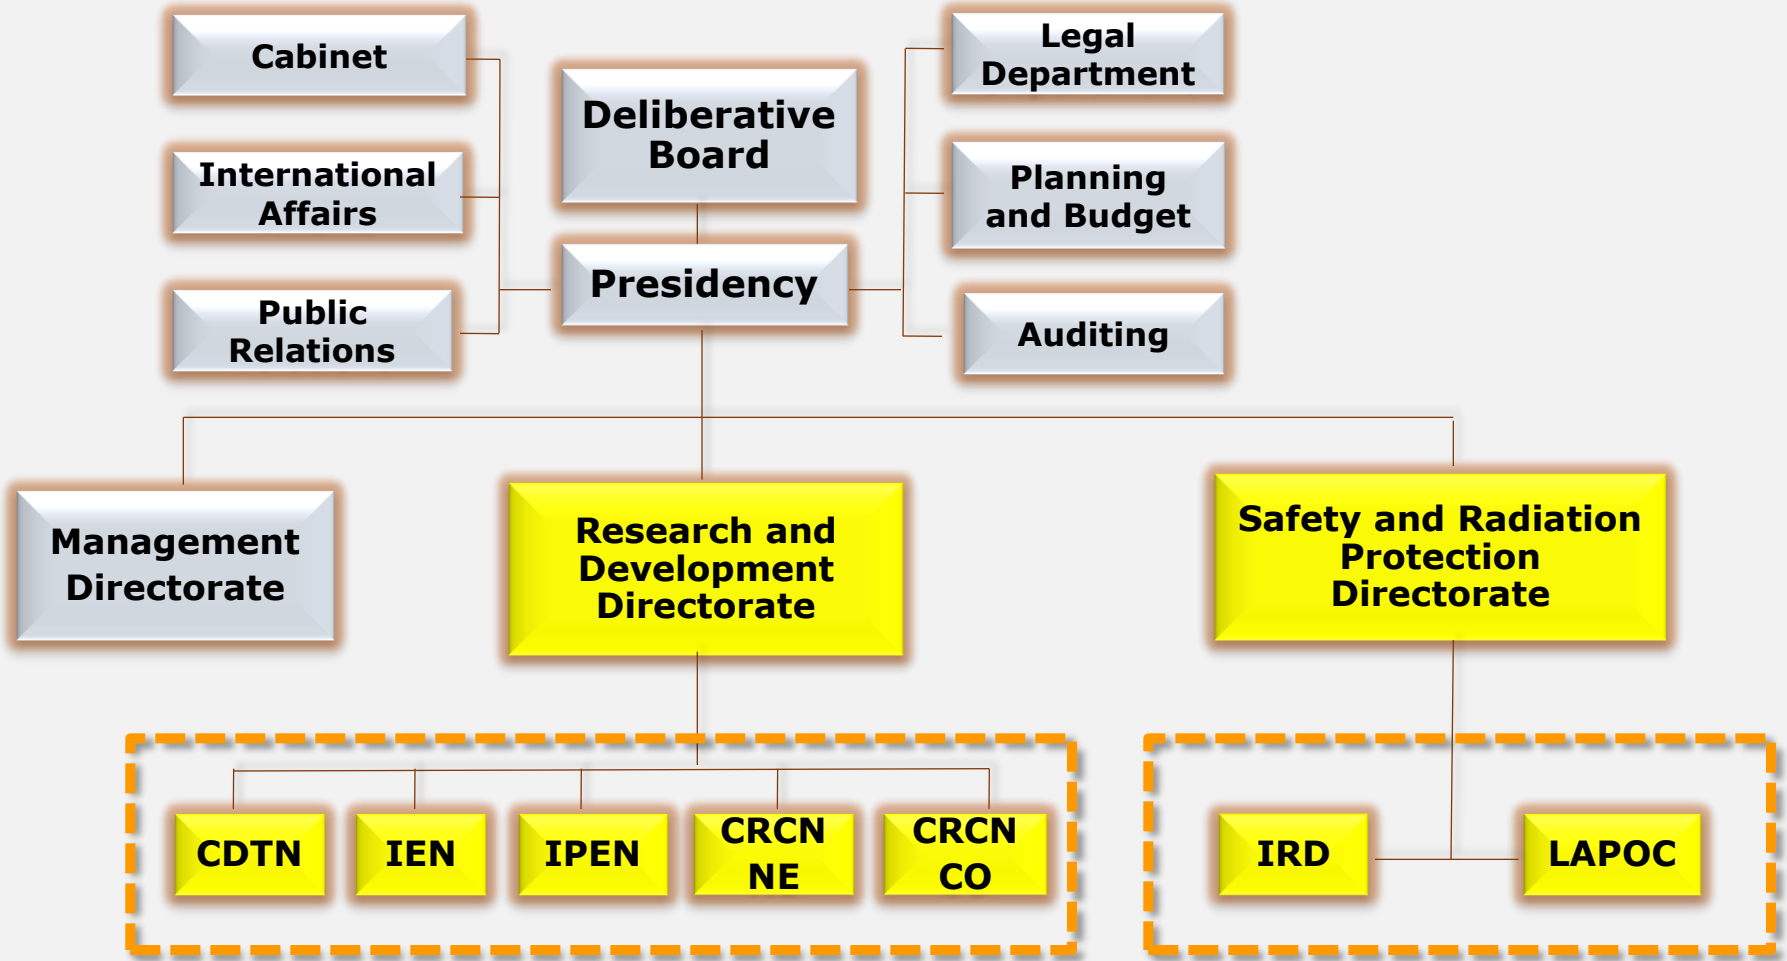 Cabinet
International
Affairs
Public
Relations
Deliberative
Board
Presidency
Legal
Department
Planning
and Budget
Auditing
Management
Directorate
Research and
Development
Directorate
Safety and Radiation
Protection
Directorate
CDTN
IEN
IPEN
CRCN
NE
CRCN
CO
IRD
LAPOC